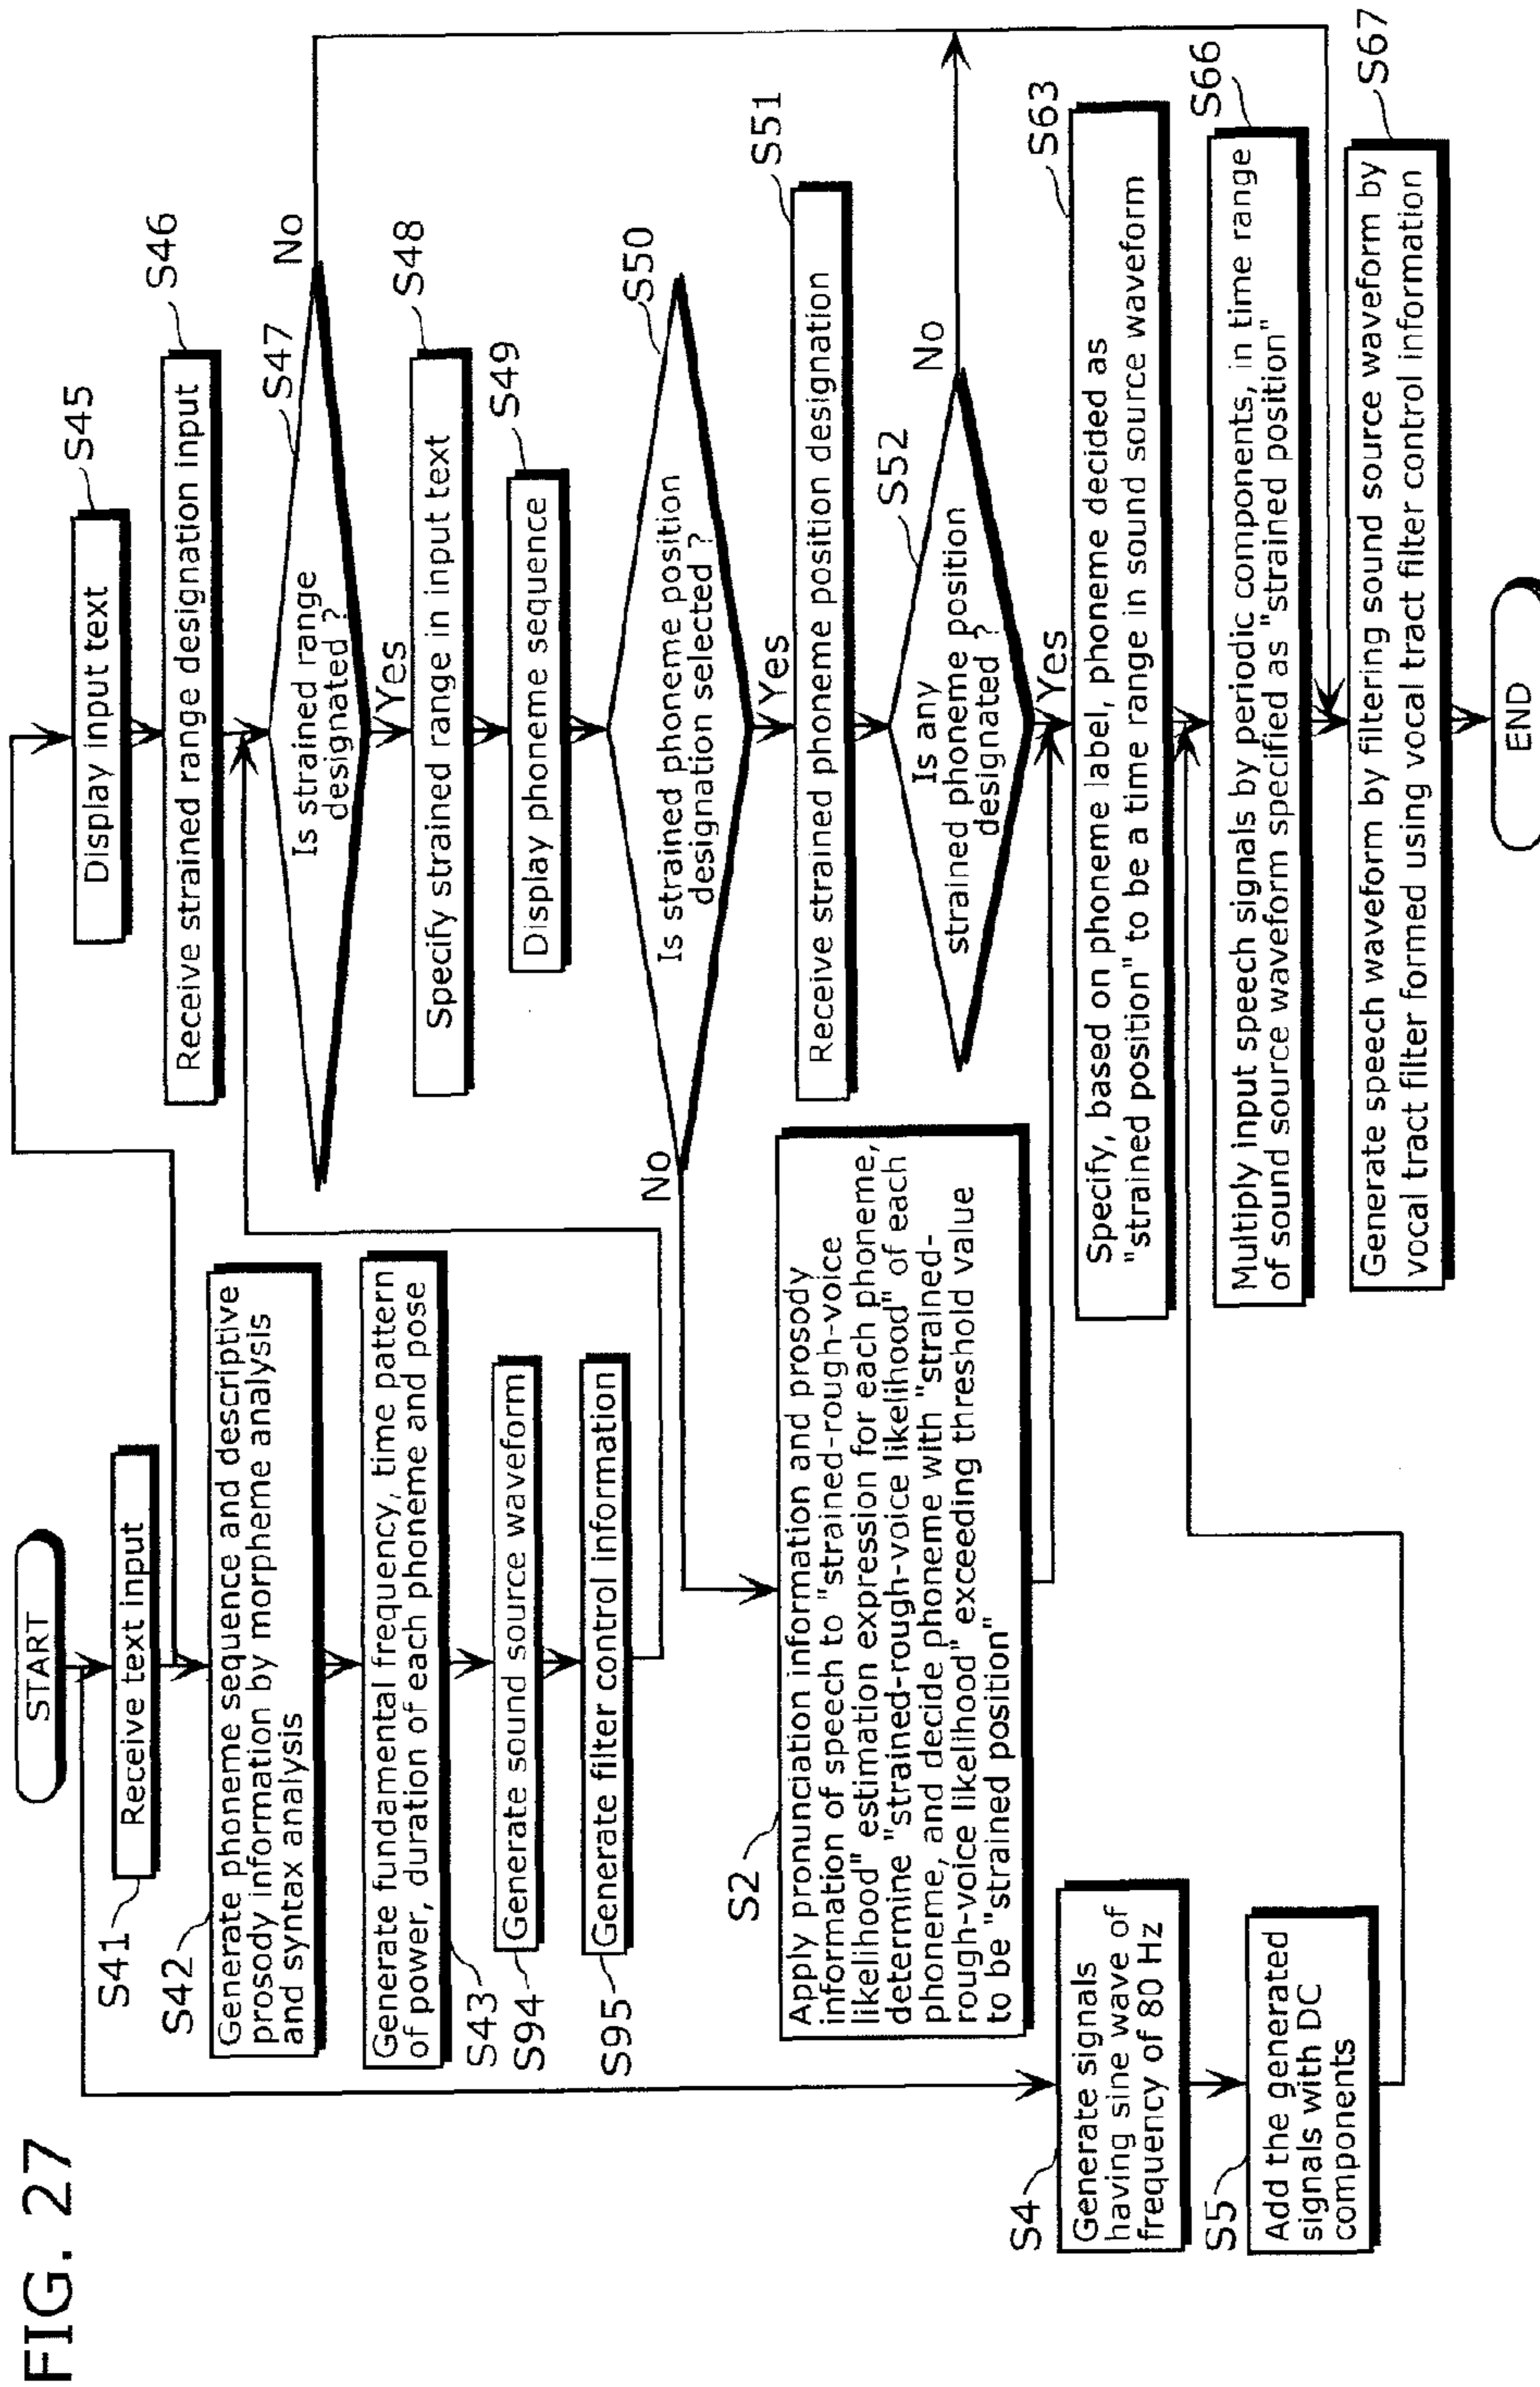 FIG. 27
START
S41
Receive text input
S42
Generate phoneme sequence and descriptive
prosody information by morpheme analysis
and syntax analysis
Generate fundamental frequency, time pattern
of power, duration of each phoneme and pose
S43
S94
Generate sound source waveform
S95
Generate filter control information
S45
Display input text
S46
Receive strained range designation input
S47
Is strained range
designated ?
No
Yes
S48
Specify strained range in input text
S49
Display phoneme sequence
S50
Is strained phoneme position
designation selected ?
No
Yes
S51
Receive strained phoneme position designation
S2
Apply pronunciation information and prosody
information of speech to "strained-rough-voice
likelihood" estimation expression for each phoneme,
determine "strained-rough-voice likelihood" of each
phoneme, and decide phoneme with "strained-
rough-voice likelihood" exceeding threshold value
to be "strained position"
S52
Is any
strained phoneme position
designated ?
No
Yes
S4
Generate signals
having sine wave of
frequency of 80 Hz
S5
Add the generated
signals with DC
components
S63
Specify, based on phoneme label, phoneme decided as
"strained position" to be a time range in sound source waveform
S66
Multiply input speech signals by periodic components, in time range
of sound source waveform specified as "strained position"
S67
Generate speech waveform by filtering sound source waveform by
vocal tract filter formed using vocal tract filter control information
END